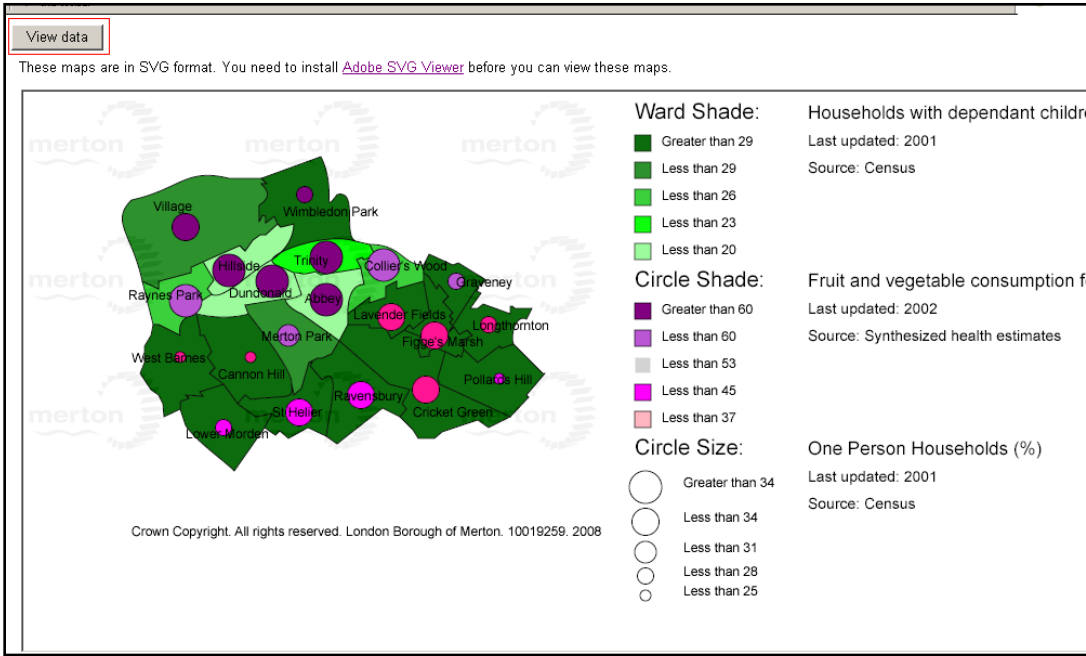 View data
These maps are in SVG format. You need to install Adobe SVG Viewer before you can view these maps.
merton
merton
merton
merton
merton
merton
merton
merton
Village
Wimbledon Park
Hillside
Trinity
Collier's Wood
Raynes Park
Dundonald
Abbey
Graveney
Lavender Fields
Longthornton
Merton Park
Figge's Marsh
West Barnes
Cannon Hill
Pollards Hill
Ravensbury
St Helier
Cricket Green
Lower Morden
Crown Copyright. All rights reserved. London Borough of Merton. 10019259. 2008
Ward Shade:
Households with dependant childre
Greater than 29
Last updated: 2001
Less than 29
Source: Census
Less than 26
Less than 23
Less than 20
Circle Shade:
Fruit and vegetable consumption f
Greater than 60
Last updated: 2002
Less than 60
Source: Synthesized health estimates
Less than 53
Less than 45
Less than 37
Circle Size:
One Person Households (%)
Greater than 34
Last updated: 2001
Less than 34
Source: Census
Less than 31
Less than 28
Less than 25